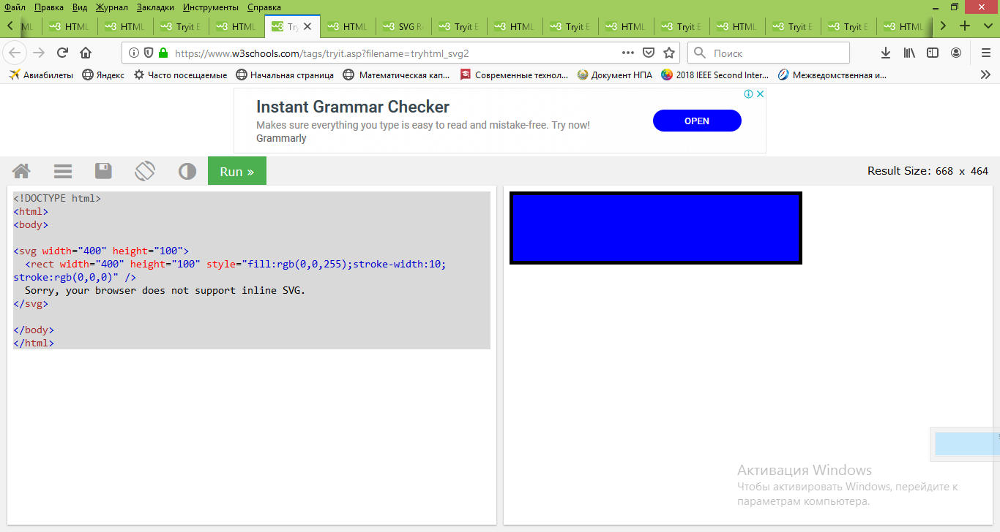 Файл Правка Вид Журнал Закладки Инструменты Справка
HTML HTML Tryit E HTML Try HTML SVG Re Tryit E HTML Tryit E HTML Tryit E HTML Tryit E Tryit E HTML
https://www.w3schools.com/tags/tryit.asp?filename=tryhtml_svg2 Поиск
Авиабилеты Яндекс Часто посещаемые Начальная страница Математическая кап... Современные технол... Документ НПА 2018 IEEE Second Inter... Межведомственная и...
Instant Grammar Checker
Makes sure everything you type is easy to read and mistake-free. Try now!
Grammarly
OPEN
Run » Result Size: 668 x 464
<!DOCTYPE html>
<html>
<body>
<svg width="400" height="100">
<rect width="400" height="100" style="fill:rgb(0,0,255);stroke-width:10;
stroke:rgb(0,0,0)" />
Sorry, your browser does not support inline SVG.
</svg>
</body>
</html>
Активация Windows
Чтобы активировать Windows, перейдите к
параметрам компьютера.